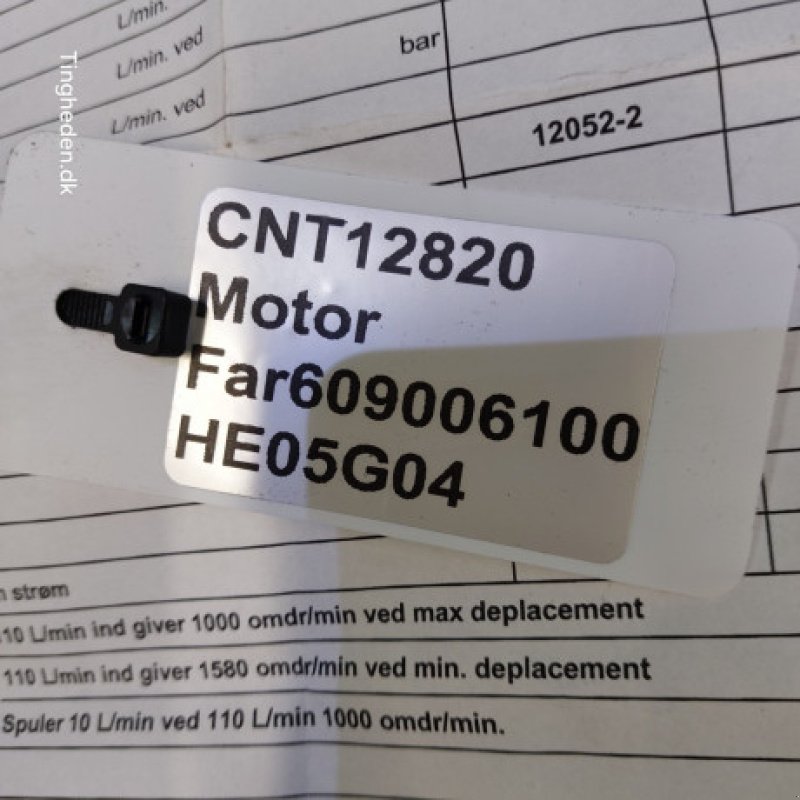 L/min.
L/min. ved
bar
L/min. ved
12052-2
Tingheden.dk
CNT12820
Motor
Far609006100
HE05G04
strøm
10 L/min ind giver 1000 omdr/min ved max deplacement
110 L/min ind giver 1580 omdr/min ved min. deplacement
Spuler 10 L/min ved 110 L/min 1000 omdr/min.